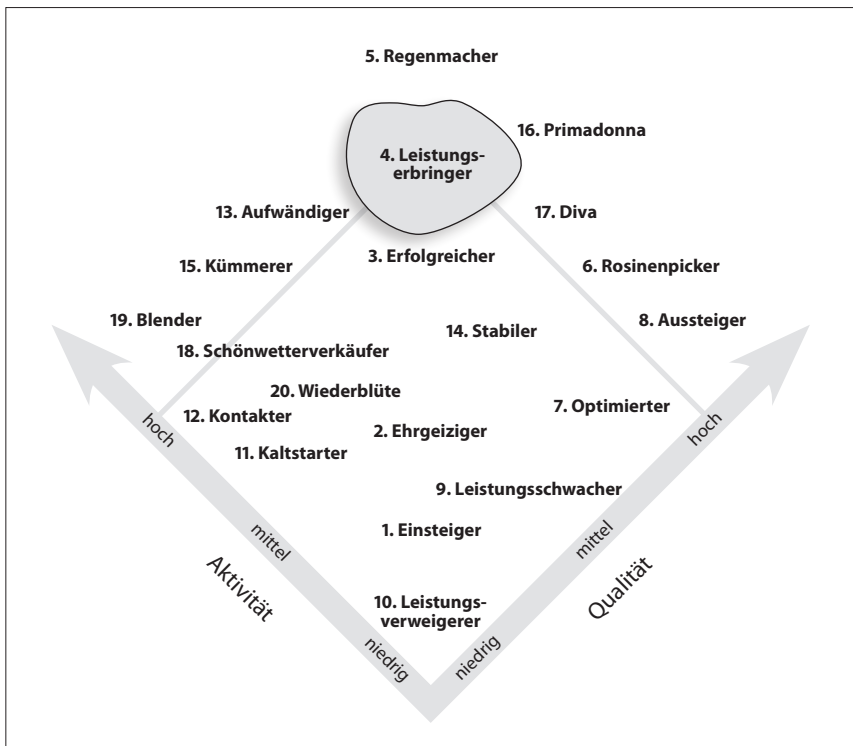 5. Regenmacher
16. Primadonna
4. Leistungs-
erbringer
13. Aufwändiger
17. Diva
3. Erfolgreicher
15. Kümmerer
6. Rosinenpicker
19. Blender
8. Aussteiger
14. Stabiler
18. Schönwetterverkäufer
20. Wiederblüte
7. Optimierter
12. Kontakter
hoch
hoch
2. Ehrgeiziger
11. Kaltstarter
9. Leistungsschwacher
1. Einsteiger
mittel
mittel
Aktivität
Qualität
10. Leistungs-
verweigerer
niedrig
niedrig